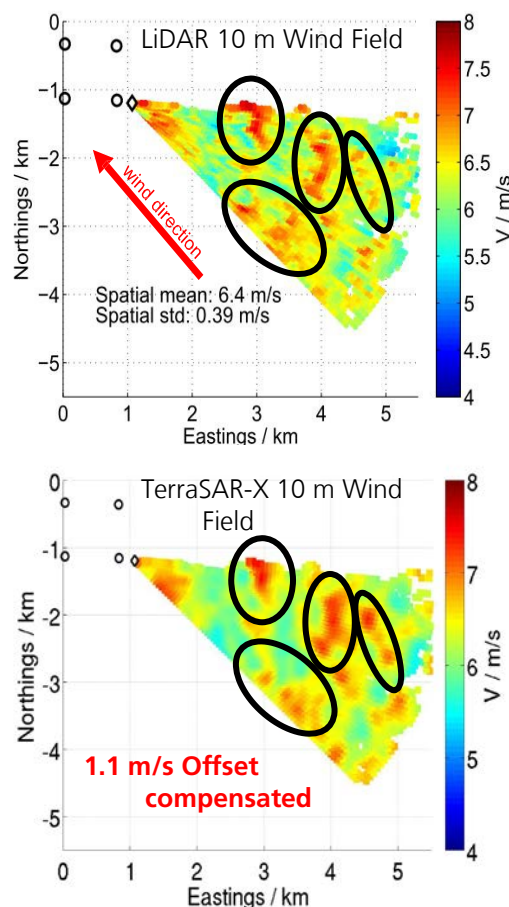 LiDAR 10 m Wind Field
0
-1
-2
-3
-4
-5
Northings / km
wind direction
Spatial mean: 6.4 m/s
Spatial std: 0.39 m/s
0
1
2
3
4
5
Eastings / km
8
7.5
7
6.5
6
5.5
5
4.5
4
V / m/s
TerraSAR-X 10 m Wind
Field
0
-1
-2
-3
-4
-5
Northings / km
1.1 m/s Offset
compensated
0
1
2
3
4
5
Eastings / km
8
7
6
5
4
V / m/s